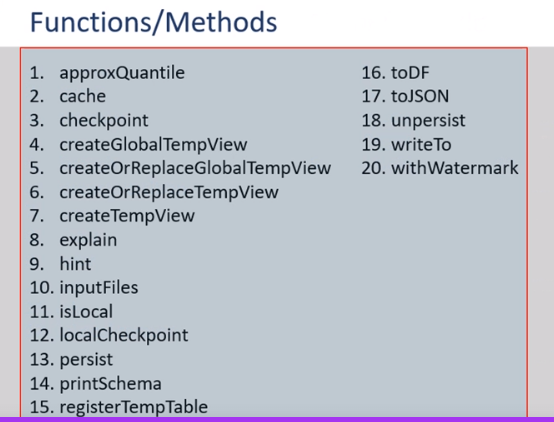 Functions/Methods
1. approxQuantile
2. cache
3. checkpoint
4. createGlobalTempView
5. createOrReplaceGlobalTempView
6. createOrReplaceTempView
7. createTempView
8. explain
9. hint
10. inputFiles
11. isLocal
12. localCheckpoint
13. persist
14. printSchema
15. registerTempTable
16. toDF
17. toJSON
18. unpersist
19. writeTo
20. withWatermark